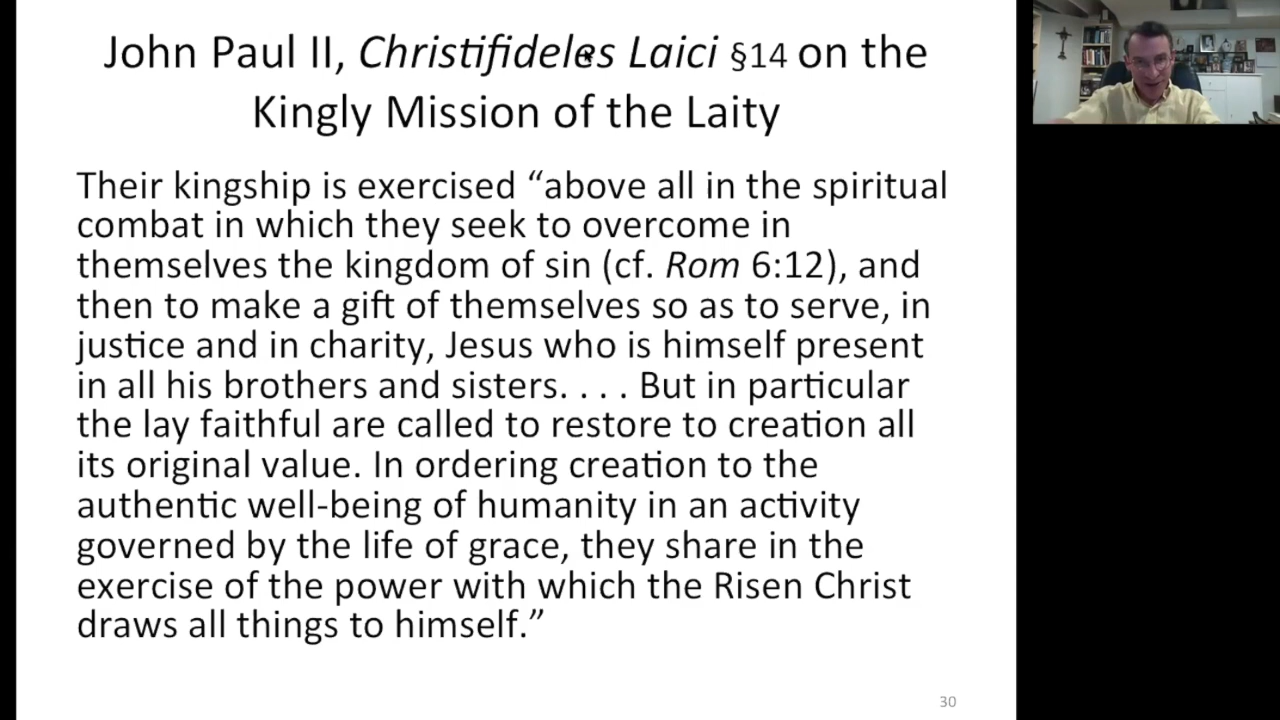 John Paul II, Christifideles Laici §14 on the
Kingly Mission of the Laity
Their kingship is exercised “above all in the spiritual
combat in which they seek to overcome in
themselves the kingdom of sin (cf. Rom 6:12), and
then to make a gift of themselves so as to serve, in
justice and in charity, Jesus who is himself present
in all his brothers and sisters. . . . But in particular
the lay faithful are called to restore to creation all
its original value. In ordering creation to the
authentic well-being of humanity in an activity
governed by the life of grace, they share in the
exercise of the power with which the Risen Christ
draws all things to himself.”
30